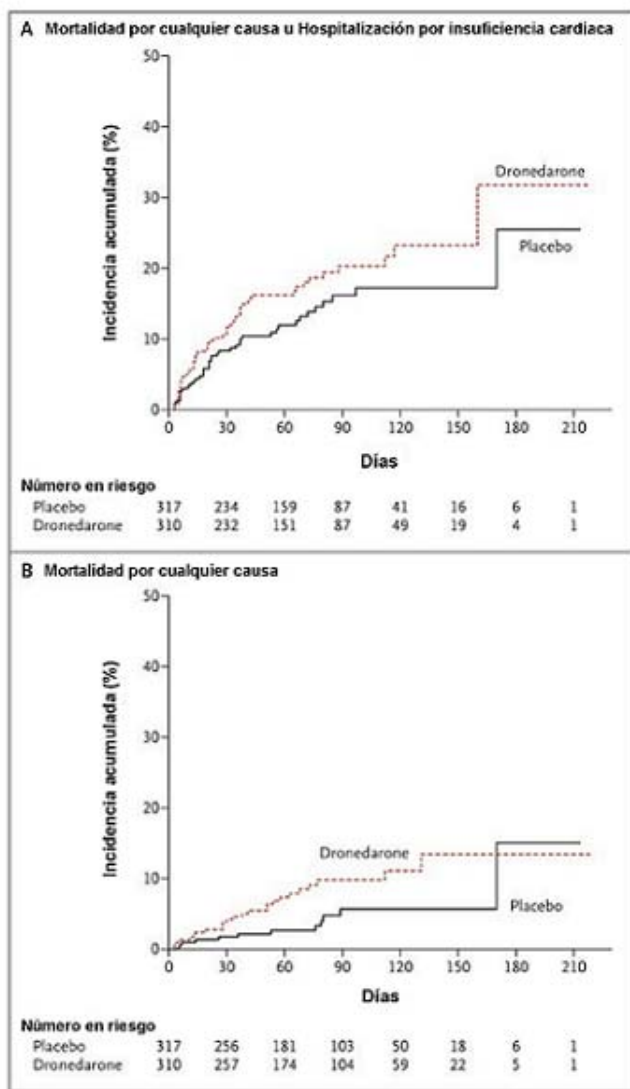 A Mortalidad por cualquier causa u Hospitalización por insuficiencia cardiaca
50
40
30
20
10
0
Incidencia acumulada (%)
Dronedarone
Placebo
0 30 60 90 120 150 180 210
Días
Número en riesgo
Placebo 317 234 159 87 41 16 6 1
Dronedarone 310 232 151 87 49 19 4 1
B Mortalidad por cualquier causa
50
40
30
20
10
0
Incidencia acumulada (%)
Dronedarone
Placebo
0 30 60 90 120 150 180 210
Días
Número en riesgo
Placebo 317 256 181 103 50 18 6 1
Dronedarone 310 257 174 104 59 22 5 1